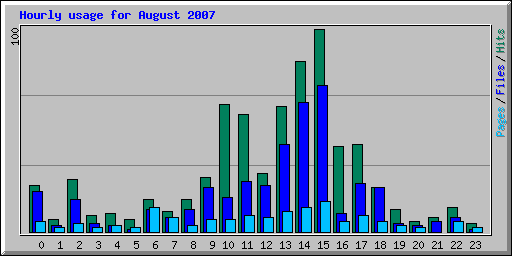 Hourly usage for August 2007
100
Pages/Files/Hits
0 1 2 3 4 5 6 7 8 9 10 11 12 13 14 15 16 17 18 19 20 21 22 23